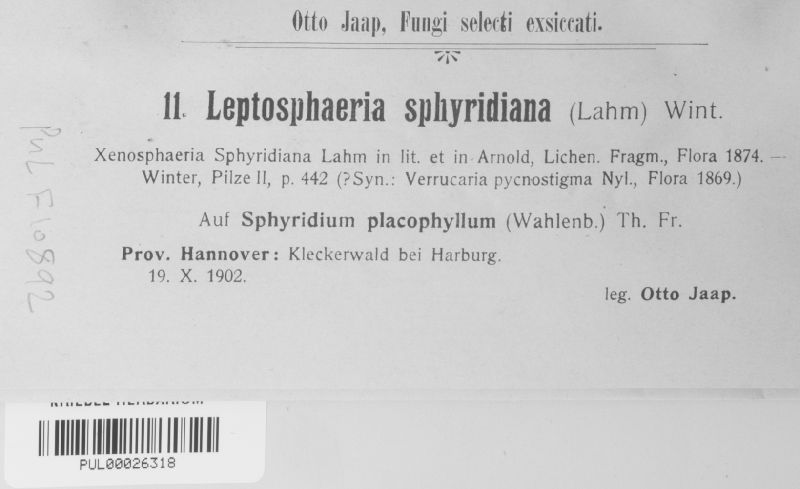 Otto Jaap, Fungi selecti exsiccati.
11. Leptosphaeria sphyridiana (Lahm) Wint.
Xenosphaeria Sphyridiana Lahm in lit. et in Arnold, Lichen. Fragm., Flora 1874. —
Winter, Pilze II, p. 442 (?Syn.: Verrucaria pycnostigma Nyl., Flora 1869.)
Auf Sphyridium placophyllum (Wahlenb.) Th. Fr.
Prov. Hannover: Kleckerwald bei Harburg.
19. X. 1902.
leg. Otto Jaap.
PUL F10892
KRIEBEL HERBARIUM
PUL00026318